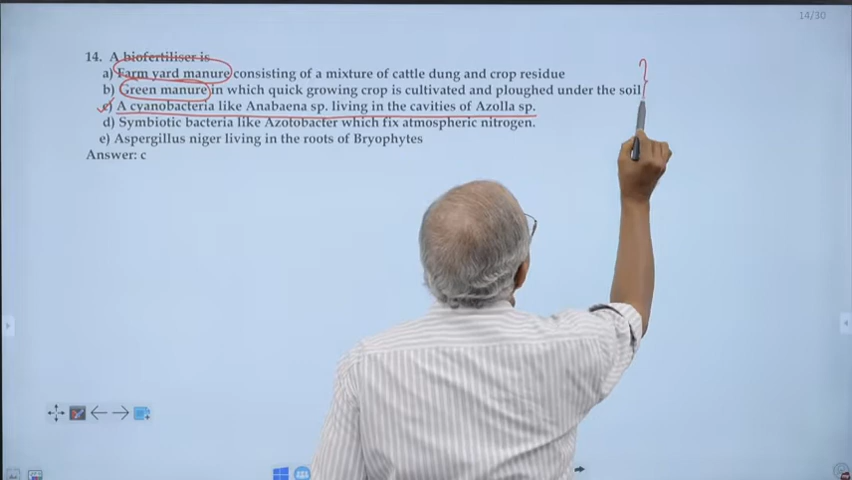 14/30
14. A biofertiliser is
a) Farm yard manure consisting of a mixture of cattle dung and crop residue
b) Green manure in which quick growing crop is cultivated and ploughed under the soil
c) A cyanobacteria like Anabaena sp. living in the cavities of Azolla sp.
d) Symbiotic bacteria like Azotobacter which fix atmospheric nitrogen.
e) Aspergillus niger living in the roots of Bryophytes
Answer: c